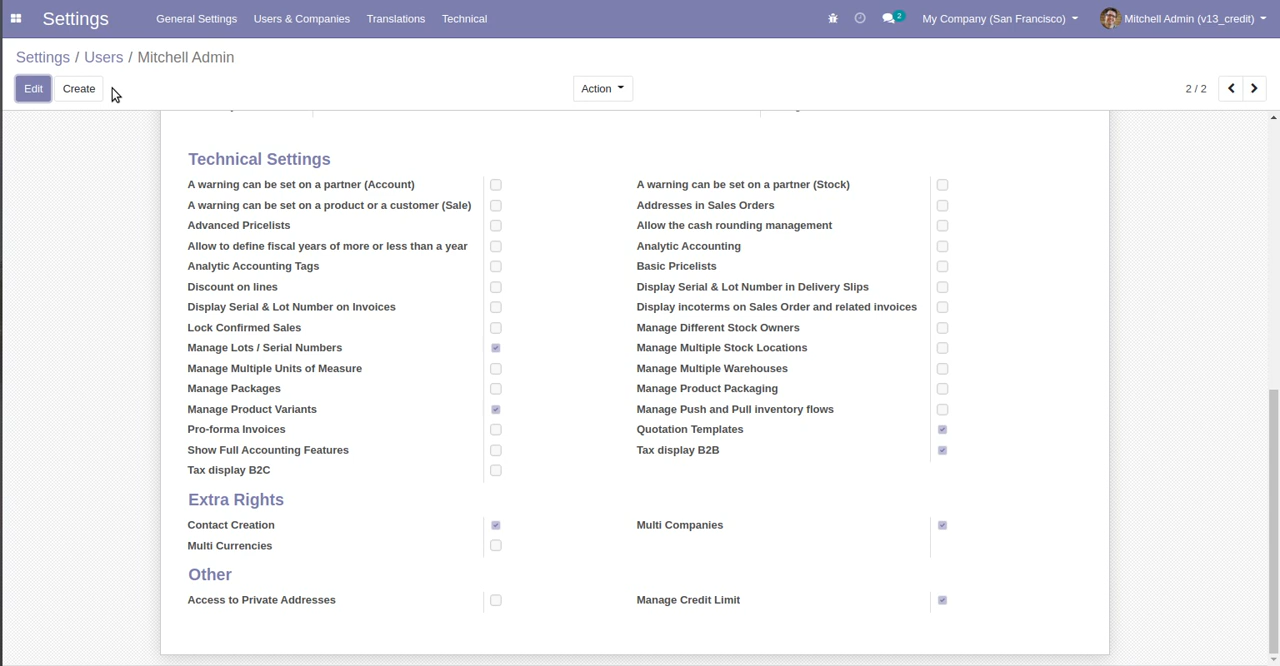 Settings General Settings Users & Companies Translations Technical 2 My Company (San Francisco) Mitchell Admin (v13_credit)
Settings / Users / Mitchell Admin
Edit Create Action 2 / 2
Technical Settings
A warning can be set on a partner (Account) A warning can be set on a partner (Stock)
A warning can be set on a product or a customer (Sale) Addresses in Sales Orders
Advanced Pricelists Allow the cash rounding management
Allow to define fiscal years of more or less than a year Analytic Accounting
Analytic Accounting Tags Basic Pricelists
Discount on lines Display Serial & Lot Number in Delivery Slips
Display Serial & Lot Number on Invoices Display incoterms on Sales Order and related invoices
Lock Confirmed Sales Manage Different Stock Owners
Manage Lots / Serial Numbers Manage Multiple Stock Locations
Manage Multiple Units of Measure Manage Multiple Warehouses
Manage Packages Manage Product Packaging
Manage Product Variants Manage Push and Pull inventory flows
Pro-forma Invoices Quotation Templates
Show Full Accounting Features Tax display B2B
Tax display B2C
Extra Rights
Contact Creation Multi Companies
Multi Currencies
Other
Access to Private Addresses Manage Credit Limit